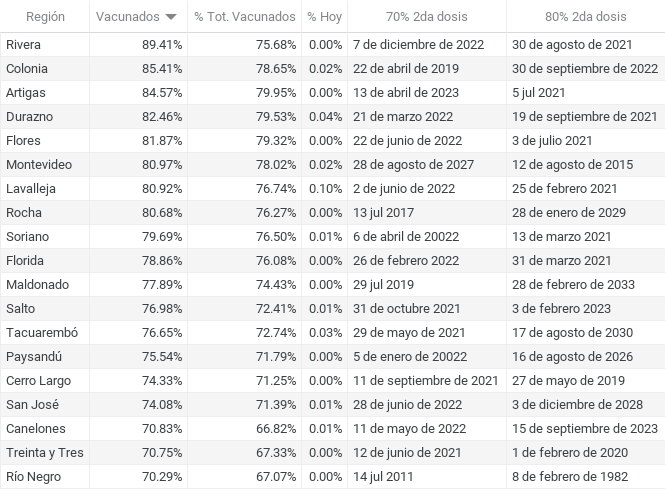 Región Vacunados % Tot. Vacunados % Hoy 70% 2da dosis 80% 2da dosis
Rivera 89.41% 75.68% 0.00% 7 de diciembre de 2022 30 de agosto de 2021
Colonia 85.41% 78.65% 0.02% 22 de abril de 2019 30 de septiembre de 2022
Artigas 84.57% 79.95% 0.00% 13 de abril de 2023 5 jul 2021
Durazno 82.46% 79.53% 0.04% 21 de marzo de 2022 19 de septiembre de 2021
Flores 81.87% 79.32% 0.00% 22 de junio de 2022 3 de julio de 2021
Montevideo 80.97% 78.02% 0.02% 28 de agosto de 2027 12 de agosto de 2015
Lavalleja 80.92% 76.74% 0.10% 2 de junio de 2022 25 de febrero de 2021
Rocha 80.68% 76.27% 0.00% 13 jul 2017 28 de enero de 2029
Soriano 79.69% 76.50% 0.01% 6 de abril de 20022 13 de marzo de 2021
Florida 78.86% 76.08% 0.00% 26 de febrero de 2022 31 de marzo de 2021
Maldonado 77.89% 74.43% 0.00% 29 jul 2019 28 de febrero de 2033
Salto 76.98% 72.41% 0.01% 31 de octubre de 2021 3 de febrero de 2023
Tacuarembó 76.65% 72.74% 0.03% 29 de mayo de 2021 17 de agosto de 2030
Paysandú 75.54% 71.79% 0.00% 5 de enero de 20022 16 de agosto de 2026
Cerro Largo 74.33% 71.25% 0.00% 11 de septiembre de 2021 27 de mayo de 2019
San José 74.08% 71.39% 0.01% 28 de junio de 2022 3 de diciembre de 2028
Canelones 70.83% 66.82% 0.01% 11 de mayo de 2022 15 de septiembre de 2023
Treinta y Tres 70.75% 67.33% 0.00% 12 de junio de 2021 1 de febrero de 2020
Río Negro 70.29% 67.07% 0.00% 14 jul 2011 8 de febrero de 1982